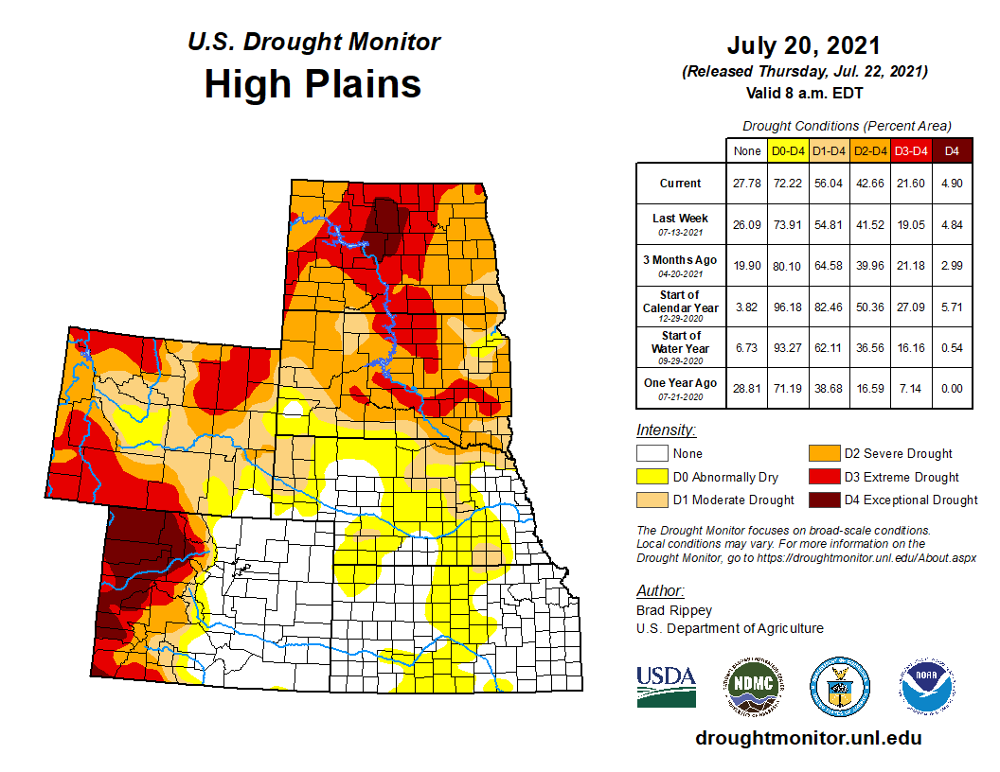 U.S. Drought Monitor
High Plains
July 20, 2021
(Released Thursday, Jul. 22, 2021)
Valid 8 a.m. EDT
Drought Conditions (Percent Area)
None D0-D4 D1-D4 D2-D4 D3-D4 D4
Current 27.78 72.22 56.04 42.66 21.60 4.90
Last Week
07-13-2021
26.09 73.91 54.81 41.52 19.05 4.84
3 Months Ago
04-20-2021
19.90 80.10 64.58 39.96 21.18 2.99
Start of
Calendar Year
12-29-2020
3.82 96.18 82.46 50.36 27.09 5.71
Start of
Water Year
09-29-2020
6.73 93.27 62.11 36.56 16.16 0.54
One Year Ago
07-21-2020
28.81 71.19 38.68 16.59 7.14 0.00
Intensity:
None
D0 Abnormally Dry
D1 Moderate Drought
D2 Severe Drought
D3 Extreme Drought
D4 Exceptional Drought
The Drought Monitor focuses on broad-scale conditions.
Local conditions may vary. For more information on the
Drought Monitor, go to https://droughtmonitor.unl.edu/About.aspx
Author:
Brad Rippey
U.S. Department of Agriculture
USDA
NDMC
NOAA
droughtmonitor.unl.edu